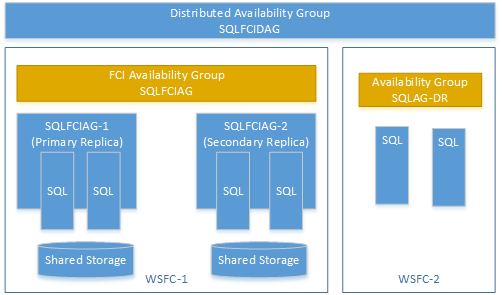 Distributed Availability Group
SQLFCIDAG
FCI Availability Group
SQLFCIAG
SQLFCIAG-1
(Primary Replica)
SQL
SQL
Shared Storage
SQLFCIAG-2
(Secondary Replica)
SQL
SQL
Shared Storage
WSFC-1
Availability Group
SQLAG-DR
SQL
SQL
WSFC-2